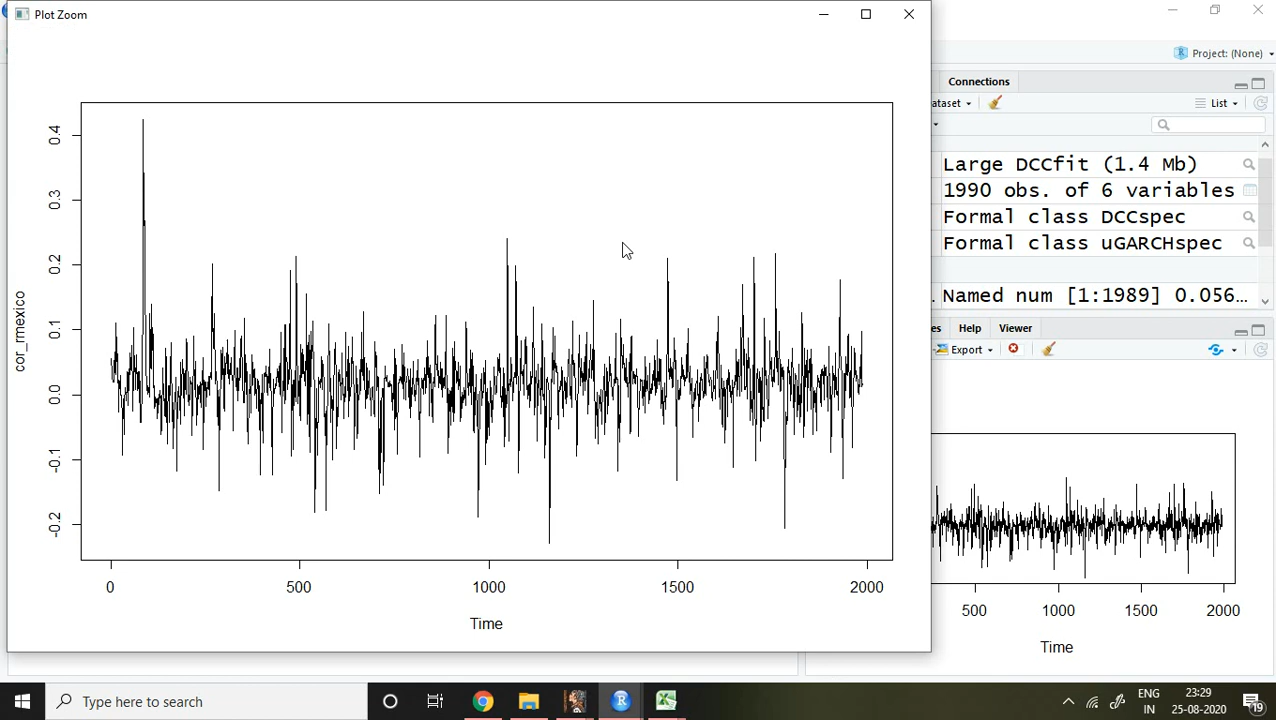 Plot Zoom
Project: (None)
Connections
ataset
List
Large DCCfit (1.4 Mb)
1990 obs. of 6 variables
Formal class DCCspec
Formal class uGARCHspec
Named num [1:1989] 0.056...
es Help Viewer
Export
0.4
0.3
0.2
0.1
0.0
-0.1
-0.2
cor_rmexico
0 500 1000 1500 2000
Time
500 1000 1500 2000
Time
Type here to search
ENG
IN
23:29
25-08-2020
19